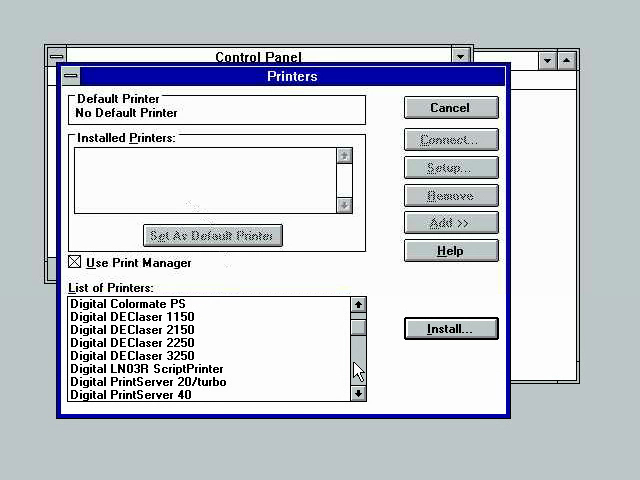 Control Panel
Printers
Default Printer
No Default Printer
Cancel
Installed Printers:
Connect...
Setup...
Remove
Set As Default Printer
Add >>
Help
Use Print Manager
List of Printers:
Digital Colormate PS
Digital DEClaser 1150
Digital DEClaser 2150
Digital DEClaser 2250
Digital DEClaser 3250
Digital LN03R ScriptPrinter
Digital PrintServer 20/turbo
Digital PrintServer 40
Install...